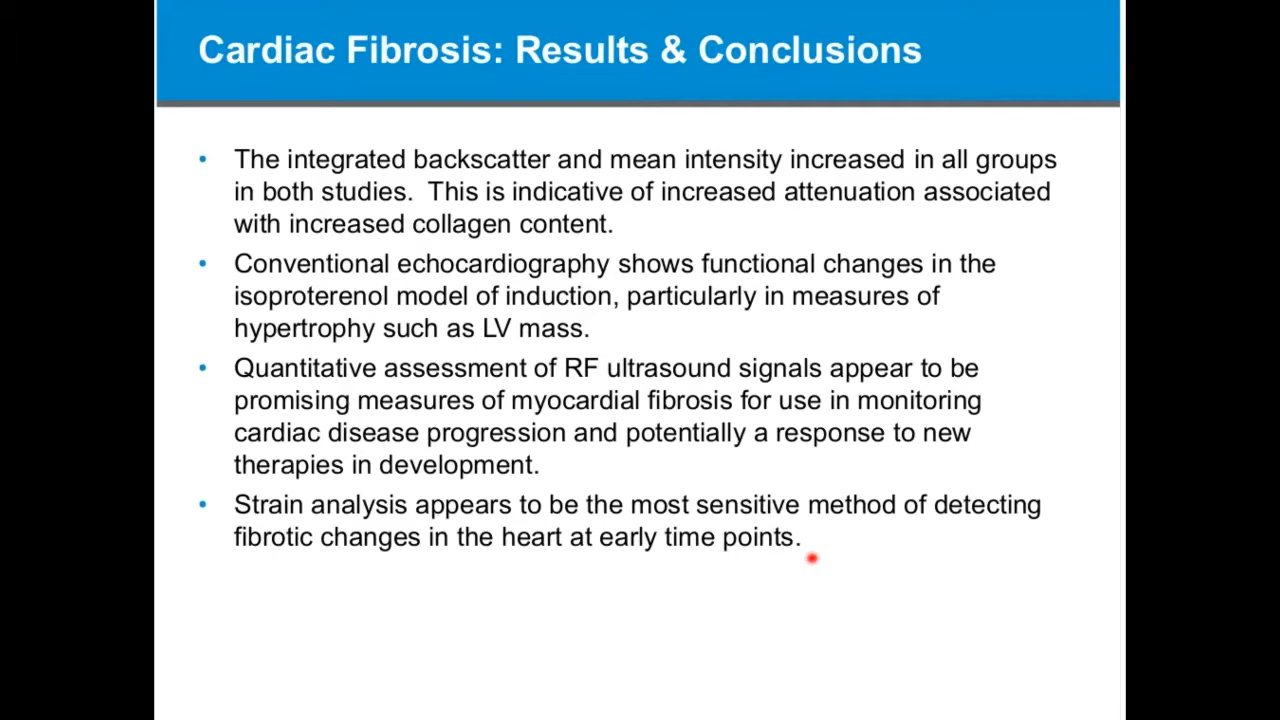 Cardiac Fibrosis: Results & Conclusions
• The integrated backscatter and mean intensity increased in all groups
in both studies.  This is indicative of increased attenuation associated
with increased collagen content.
• Conventional echocardiography shows functional changes in the
isoproterenol model of induction, particularly in measures of
hypertrophy such as LV mass.
• Quantitative assessment of RF ultrasound signals appear to be
promising measures of myocardial fibrosis for use in monitoring
cardiac disease progression and potentially a response to new
therapies in development.
• Strain analysis appears to be the most sensitive method of detecting
fibrotic changes in the heart at early time points.